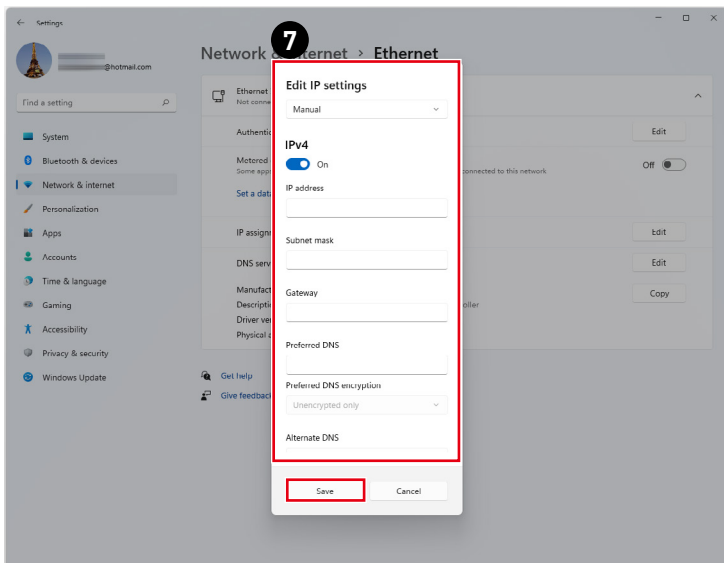 Settings
@hotmail.com
Find a setting
System
Bluetooth & devices
Network & internet
Personalization
Apps
Accounts
Time & language
Gaming
Accessibility
Privacy & security
Windows Update
Network & internet > Ethernet
7
Ethernet
Not conne
Authentic
Edit
Metered
Some app
connected to this network
Off
Set a data
IP assignm
Edit
DNS serv
Edit
Manufact
Copy
Descripti
oller
Driver ver
Physical a
Get help
Give feedback
Edit IP settings
Manual
IPv4
On
IP address
Subnet mask
Gateway
Preferred DNS
Preferred DNS encryption
Unencrypted only
Alternate DNS
Save
Cancel